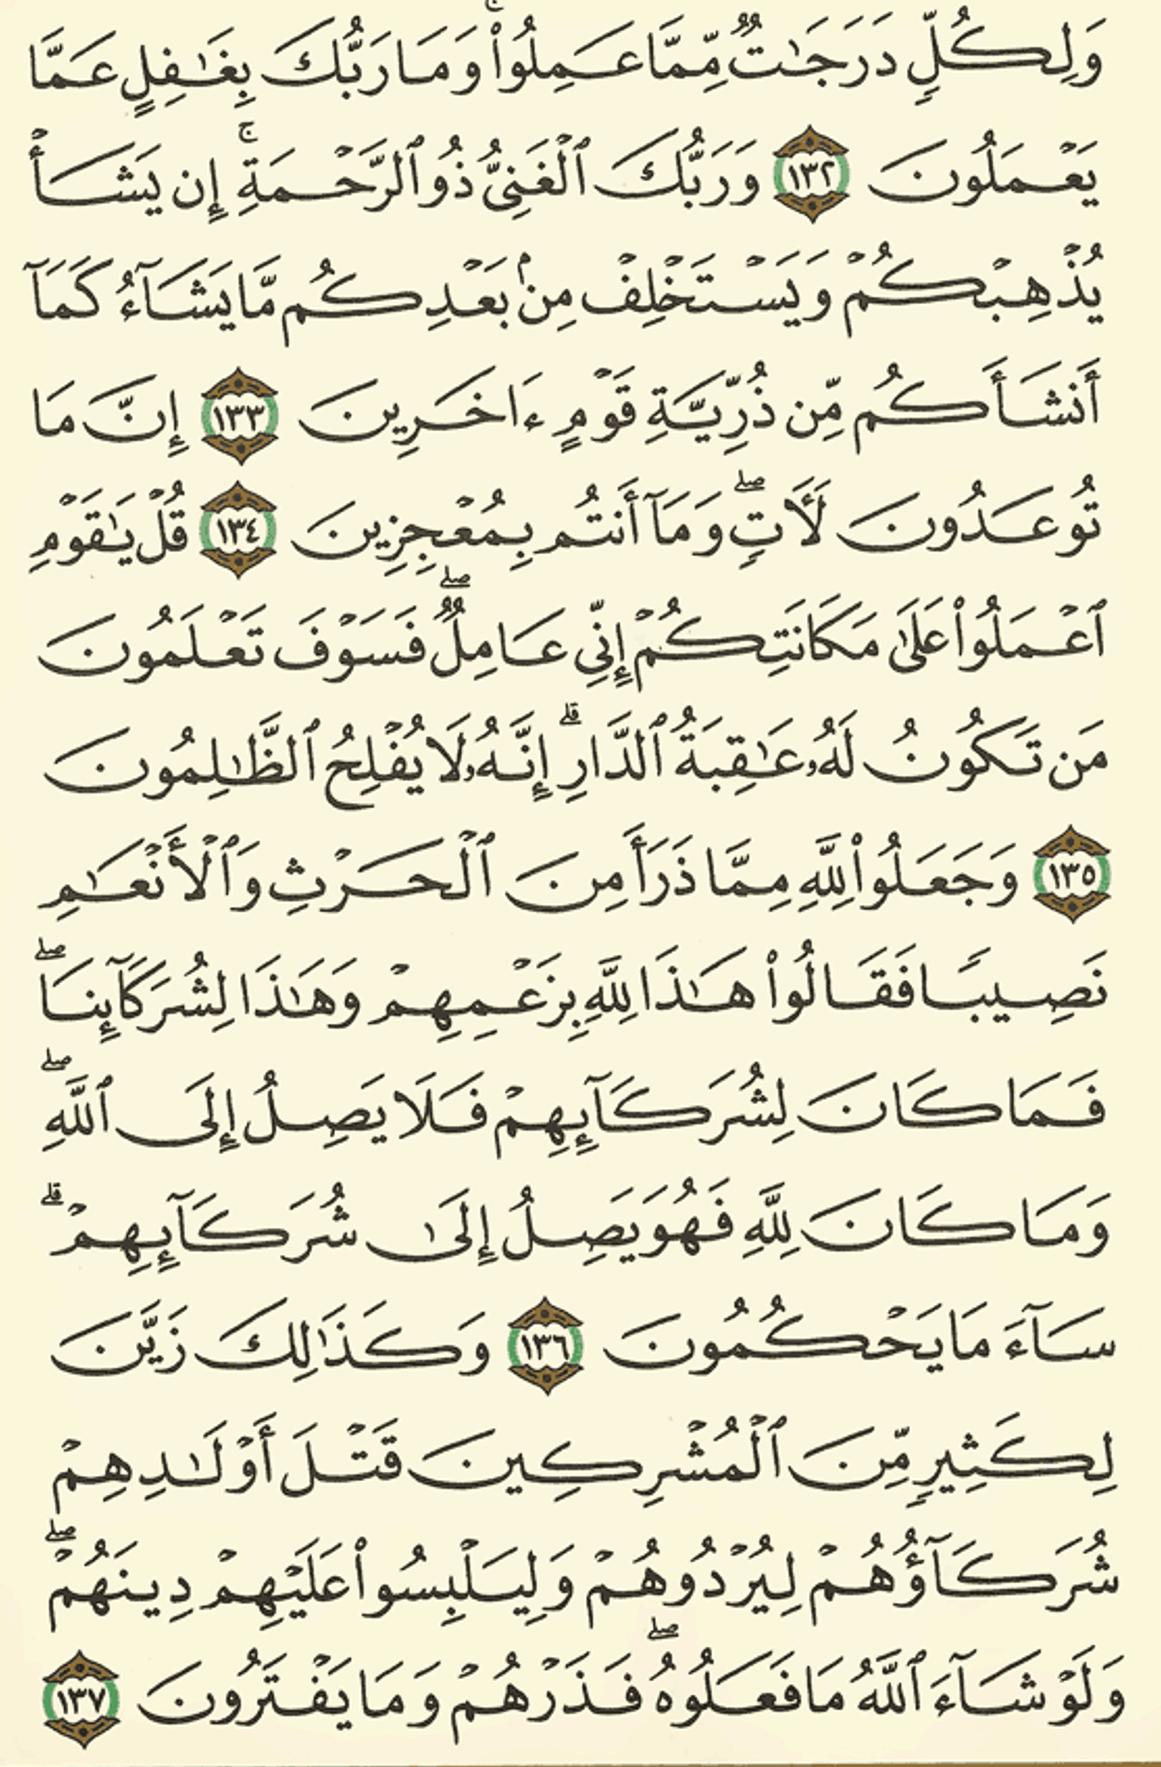 وَلِكُلٍّ دَرَجَٰتٌ مِّمَّا عَمِلُوا۟ ۚ وَمَا رَبُّكَ بِغَٰفِلٍ عَمَّا
يَعْمَلُونَ ١٣٢ وَرَبُّكَ ٱلْغَنِىُّ ذُو ٱلرَّحْمَةِ ۚ إِن يَشَأْ
يُذْهِبْكُمْ وَيَسْتَخْلِفْ مِنۢ بَعْدِكُم مَّا يَشَآءُ كَمَآ
أَنشَأَكُم مِّن ذُرِّيَّةِ قَوْمٍ ءَاخَرِينَ ١٣٣ إِنَّ مَا
تُوعَدُونَ لَءَاتٍ ۖ وَمَآ أَنتُم بِمُعْجِزِينَ ١٣٤ قُلْ يَٰقَوْمِ
ٱعْمَلُوا۟ عَلَىٰ مَكَانَتِكُمْ إِنِّى عَامِلٌ ۖ فَسَوْفَ تَعْلَمُونَ
مَن تَكُونُ لَهُۥ عَٰقِبَةُ ٱلدَّارِ ۗ إِنَّهُۥ لَا يُفْلِحُ ٱلظَّٰلِمُونَ
١٣٥ وَجَعَلُوا۟ لِلَّهِ مِمَّا ذَرَأَ مِنَ ٱلْحَرْثِ وَٱلْأَنْعَٰمِ
نَصِيبًا فَقَالُوا۟ هَٰذَا لِلَّهِ بِزَعْمِهِمْ وَهَٰذَا لِشُرَكَآئِنَا ۖ
فَمَا كَانَ لِشُرَكَآئِهِمْ فَلَا يَصِلُ إِلَى ٱللَّهِ ۖ
وَمَا كَانَ لِلَّهِ فَهُوَ يَصِلُ إِلَىٰ شُرَكَآئِهِمْ ۗ
سَآءَ مَا يَحْكُمُونَ ١٣٦ وَكَذَٰلِكَ زَيَّنَ
لِكَثِيرٍ مِّنَ ٱلْمُشْرِكِينَ قَتْلَ أَوْلَٰدِهِمْ
شُرَكَآؤُهُمْ لِيُرْدُوهُمْ وَلِيَلْبِسُوا۟ عَلَيْهِمْ دِينَهُمْ ۖ
وَلَوْ شَآءَ ٱللَّهُ مَا فَعَلُوهُ ۖ فَذَرْهُمْ وَمَا يَفْتَرُونَ ١٣٧